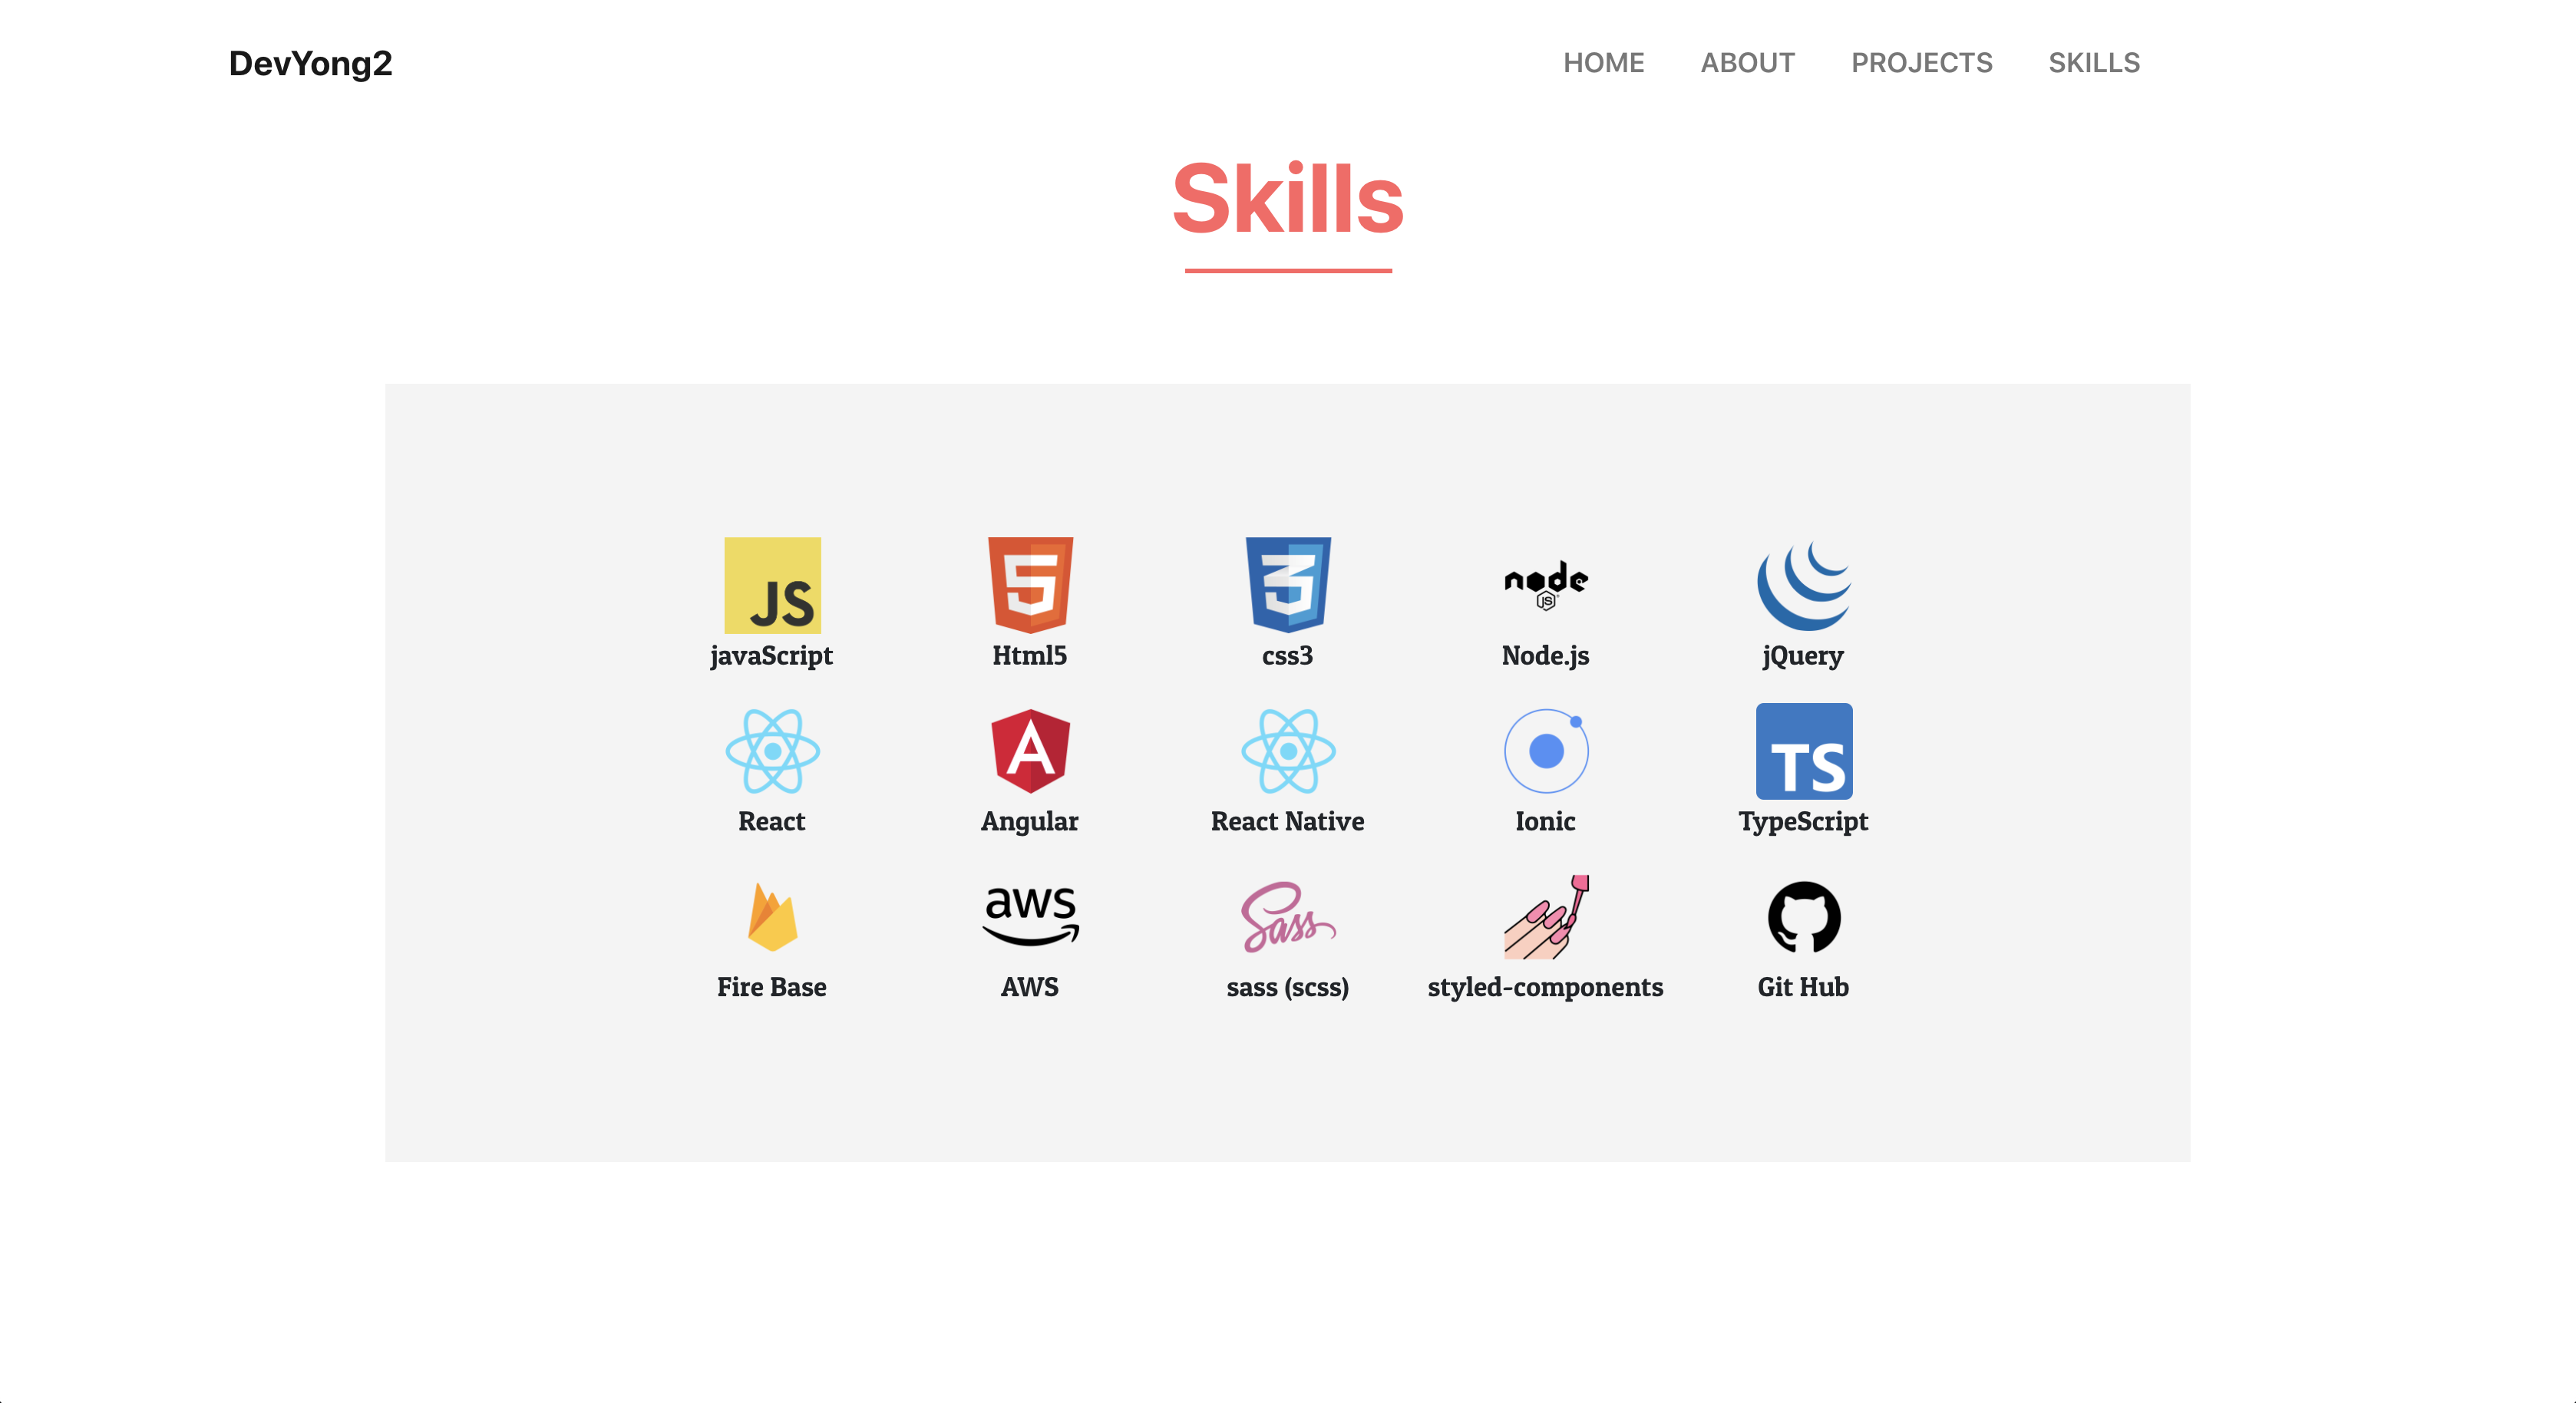 DevYong2
HOME ABOUT PROJECTS SKILLS
Skills
JS
5
3
node
JS
javaScript Html5 css3 Node.js jQuery
A
TS
React Angular React Native Ionic TypeScript
aws
Sass
Fire Base AWS sass (scss) styled-components Git Hub